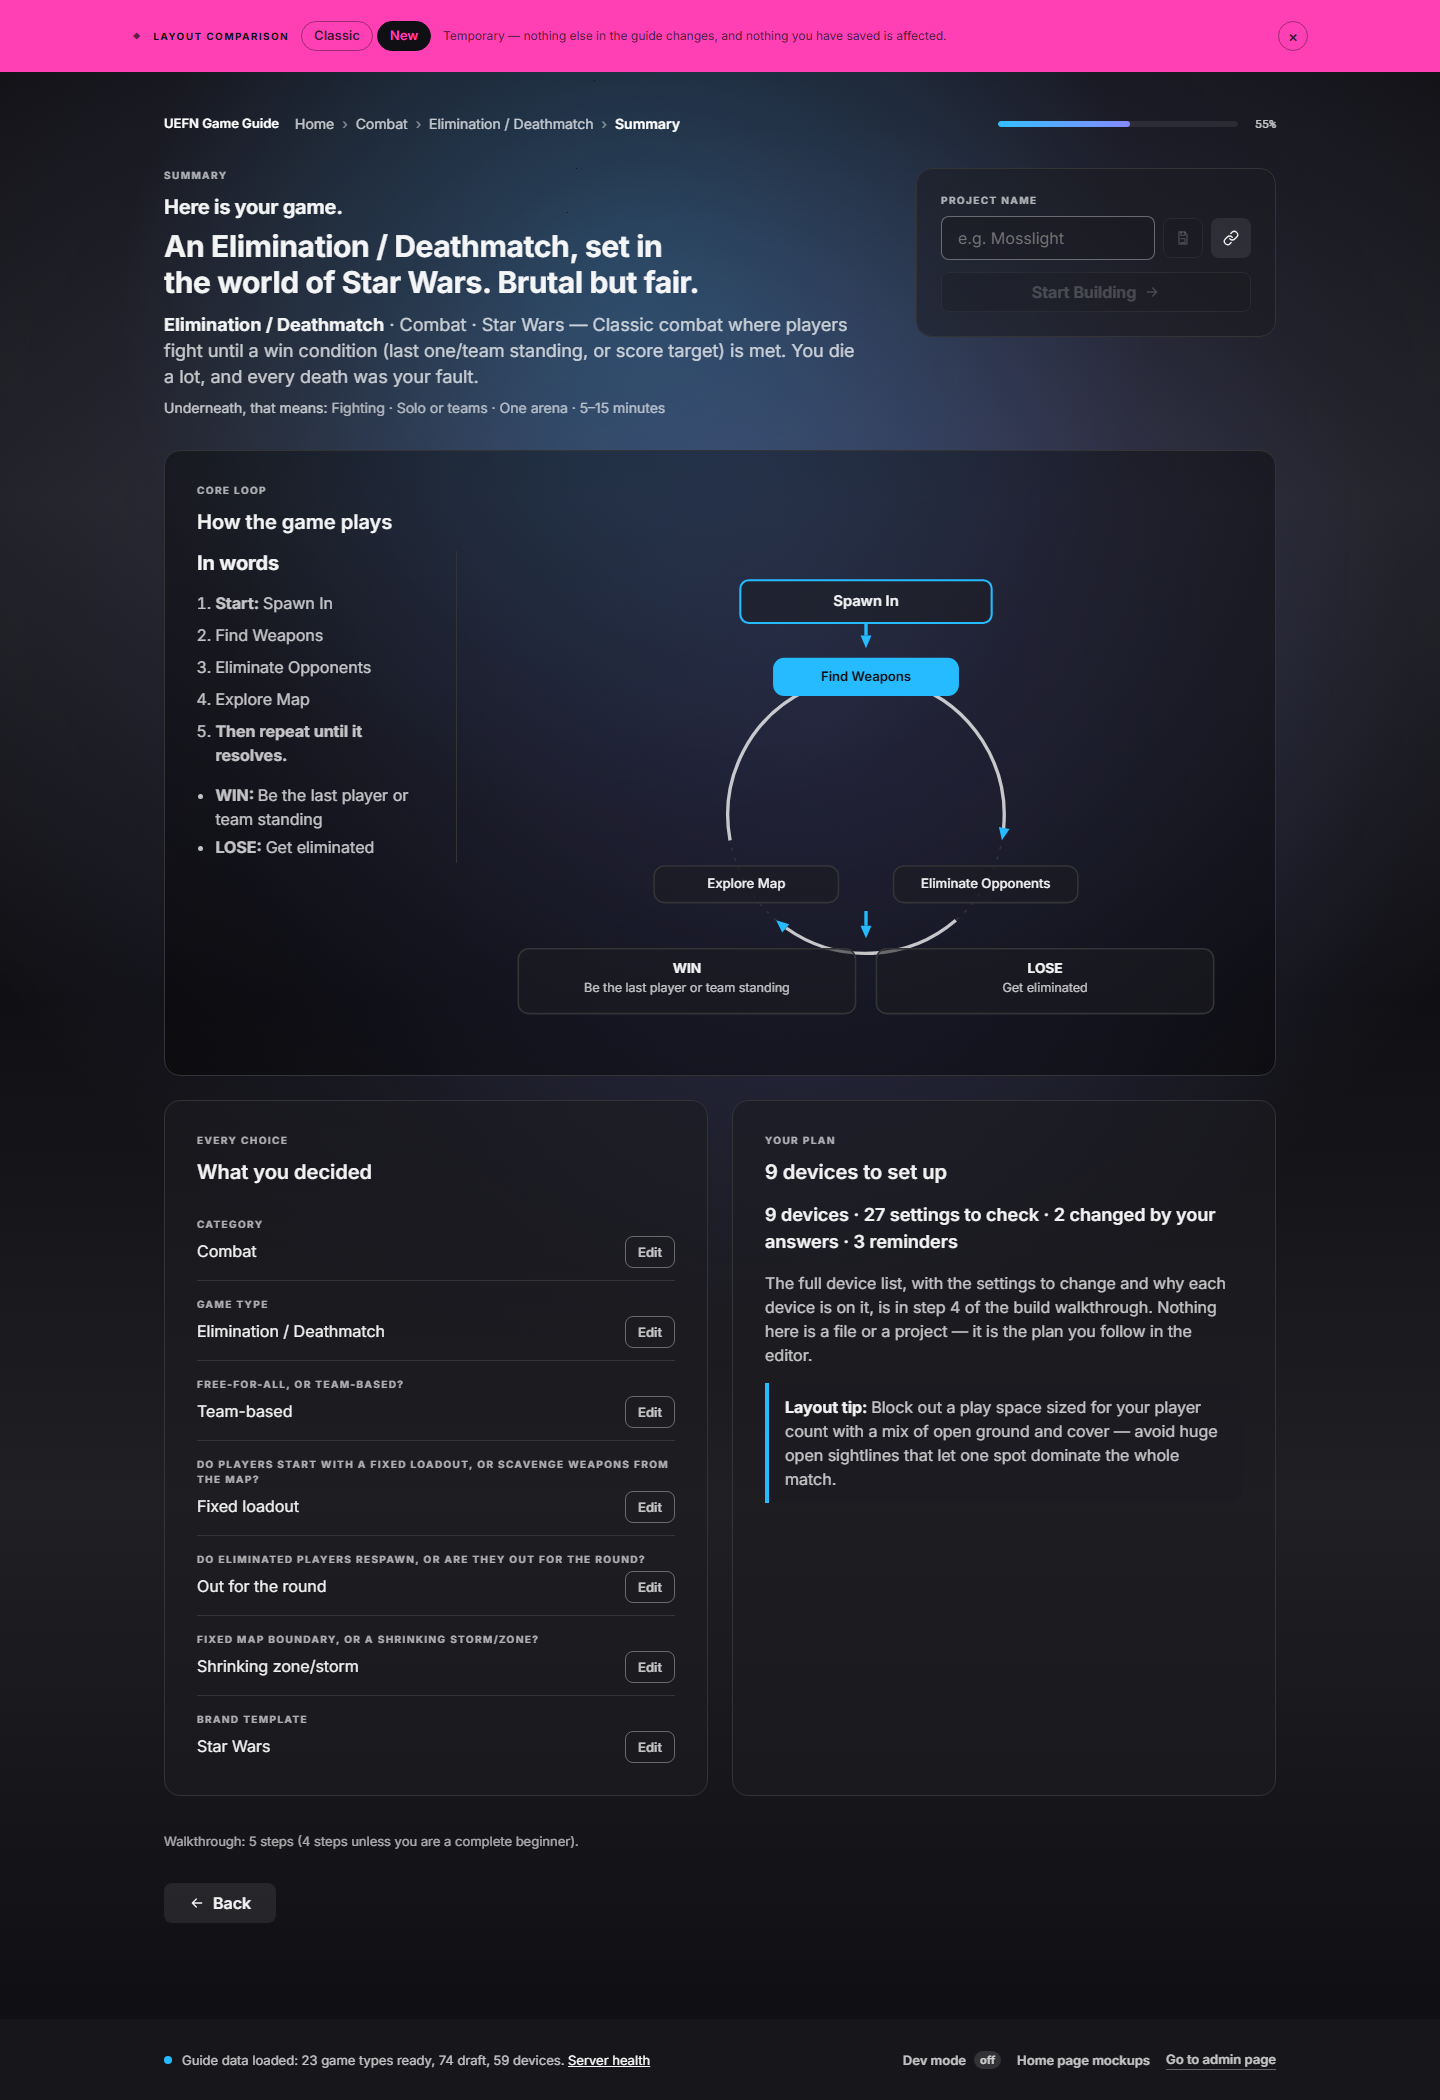 LAYOUT COMPARISON Classic New Temporary — nothing else in the guide changes, and nothing you have saved is affected. ×
UEFN Game Guide Home › Combat › Elimination / Deathmatch › Summary 55%
SUMMARY
Here is your game.
An Elimination / Deathmatch, set in
the world of Star Wars. Brutal but fair.
Elimination / Deathmatch · Combat · Star Wars — Classic combat where players
fight until a win condition (last one/team standing, or score target) is met. You die
a lot, and every death was your fault.
Underneath, that means: Fighting · Solo or teams · One arena · 5–15 minutes
PROJECT NAME
e.g. Mosslight
Start Building →
CORE LOOP
How the game plays
In words
1. Start: Spawn In
2. Find Weapons
3. Eliminate Opponents
4. Explore Map
5. Then repeat until it
resolves.
• WIN: Be the last player or
team standing
• LOSE: Get eliminated
Spawn In
Find Weapons
Explore Map
Eliminate Opponents
WIN
Be the last player or team standing
LOSE
Get eliminated
EVERY CHOICE
What you decided
CATEGORY
Combat Edit
GAME TYPE
Elimination / Deathmatch Edit
FREE-FOR-ALL, OR TEAM-BASED?
Team-based Edit
DO PLAYERS START WITH A FIXED LOADOUT, OR SCAVENGE WEAPONS FROM
THE MAP?
Fixed loadout Edit
DO ELIMINATED PLAYERS RESPAWN, OR ARE THEY OUT FOR THE ROUND?
Out for the round Edit
FIXED MAP BOUNDARY, OR A SHRINKING STORM/ZONE?
Shrinking zone/storm Edit
BRAND TEMPLATE
Star Wars Edit
YOUR PLAN
9 devices to set up
9 devices · 27 settings to check · 2 changed by your
answers · 3 reminders
The full device list, with the settings to change and why each
device is on it, is in step 4 of the build walkthrough. Nothing
here is a file or a project — it is the plan you follow in the
editor.
Layout tip: Block out a play space sized for your player
count with a mix of open ground and cover — avoid huge
open sightlines that let one spot dominate the whole
match.
Walkthrough: 5 steps (4 steps unless you are a complete beginner).
← Back
Guide data loaded: 23 game types ready, 74 draft, 59 devices. Server health
Dev mode off Home page mockups Go to admin page